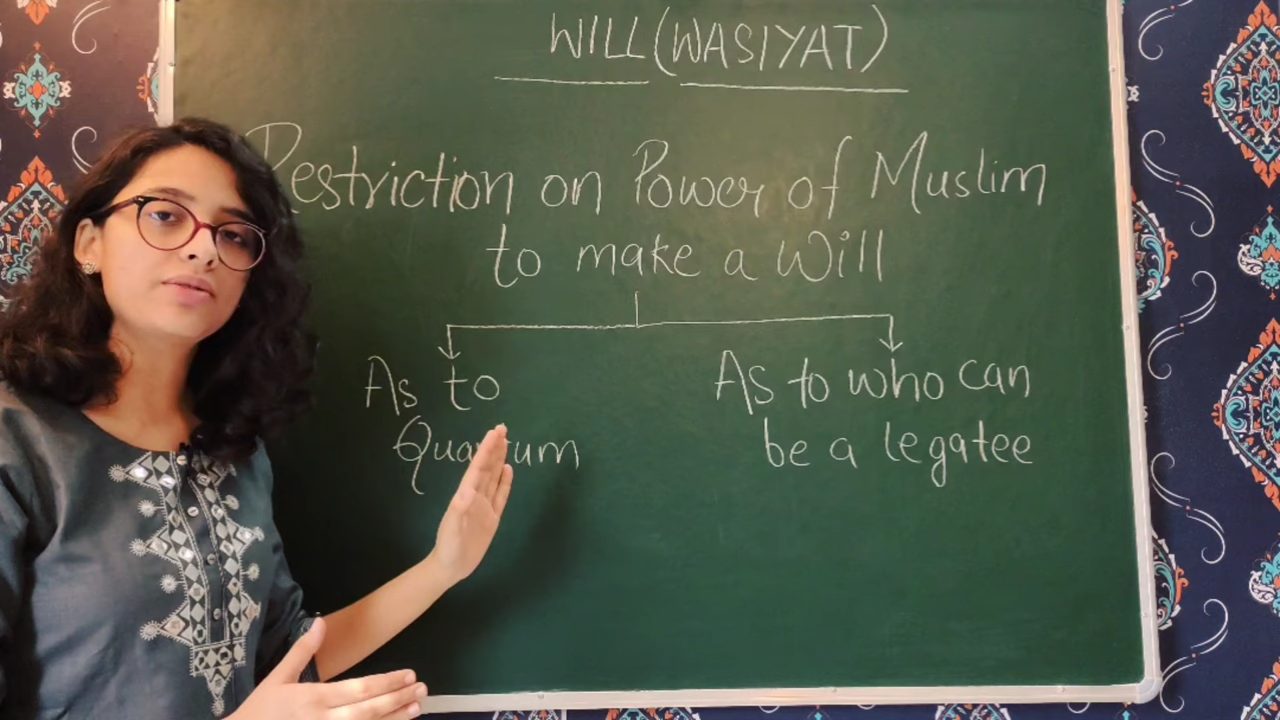 WILL (WASIYAT)
Restriction on Power of Muslim
to make a Will
As to
Quantum
As to who can
be a legatee